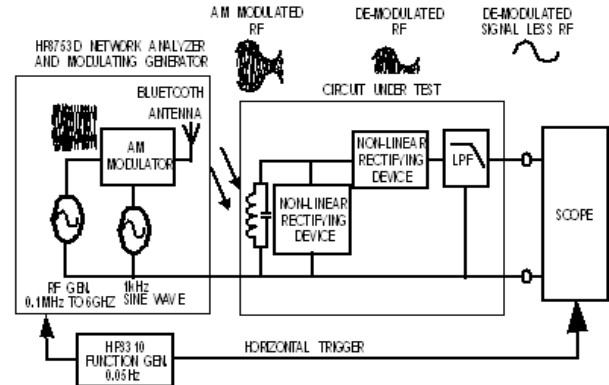 AM MODULATED
RF
DE-MODULATED
RF
DE-MODULATED
SIGNAL LESS RF
HP8753D NETWORK ANALYZER
AND MODULATING GENERATOR
BLUETOOTH
ANTENNA
CIRCUIT UNDER TEST
AM
MODULATOR
NON-LINEAR
RECTIFYING
DEVICE
LPF
NON-LINEAR
RECTIFYING
DEVICE
SCOPE
RF GEN.
0.1MHz TO 6GHZ
1kHz
SINE WAVE
HP8310
FUNCTION GEN.
0.05Hz
HORIZONTAL TRIGGER